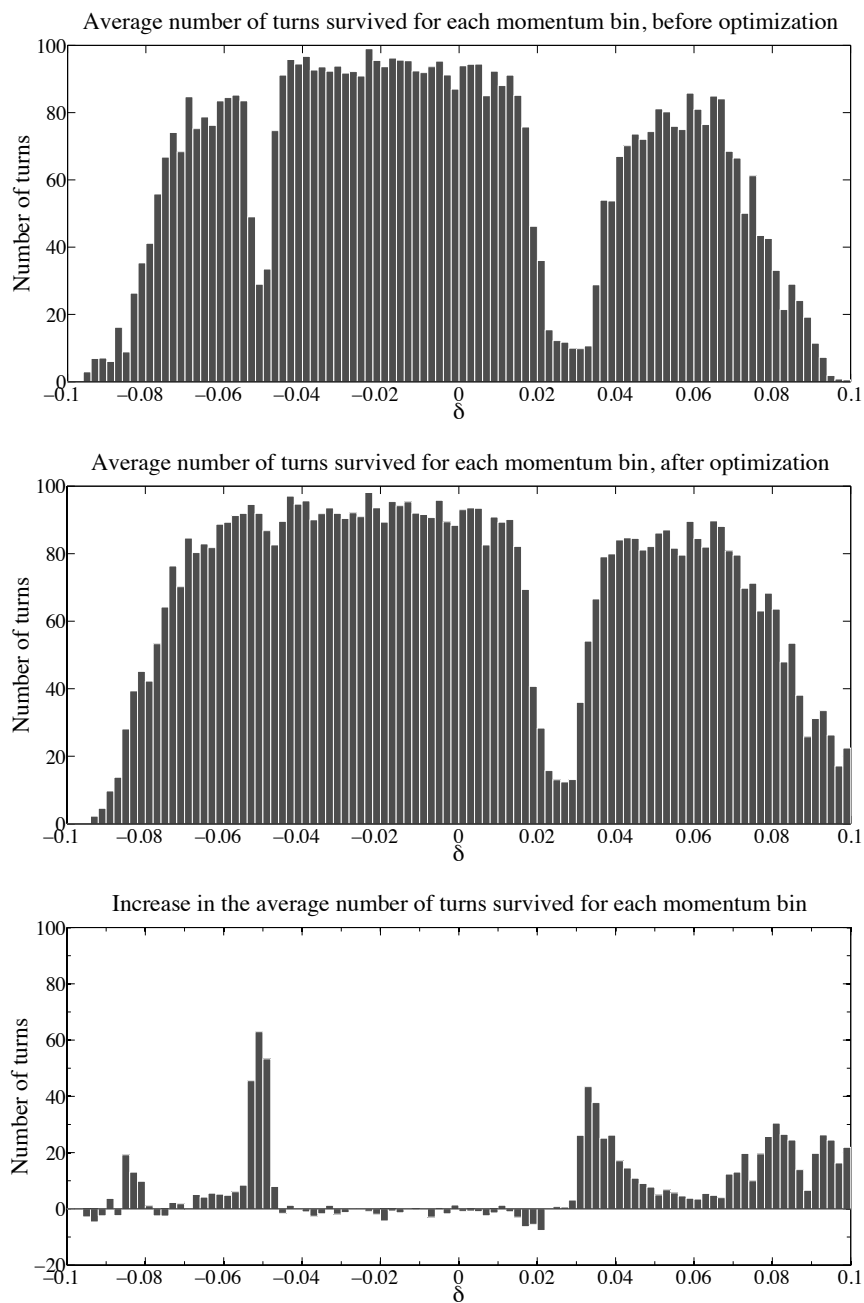 Average number of turns survived for each momentum bin, before optimization
100
80
60
40
20
0
Number of turns
−0.1 −0.08 −0.06 −0.04 −0.02 0 0.02 0.04 0.06 0.08 0.1
δ
Average number of turns survived for each momentum bin, after optimization
100
80
60
40
20
0
Number of turns
−0.1 −0.08 −0.06 −0.04 −0.02 0 0.02 0.04 0.06 0.08 0.1
δ
Increase in the average number of turns survived for each momentum bin
100
80
60
40
20
0
−20
Number of turns
−0.1 −0.08 −0.06 −0.04 −0.02 0 0.02 0.04 0.06 0.08 0.1
δ